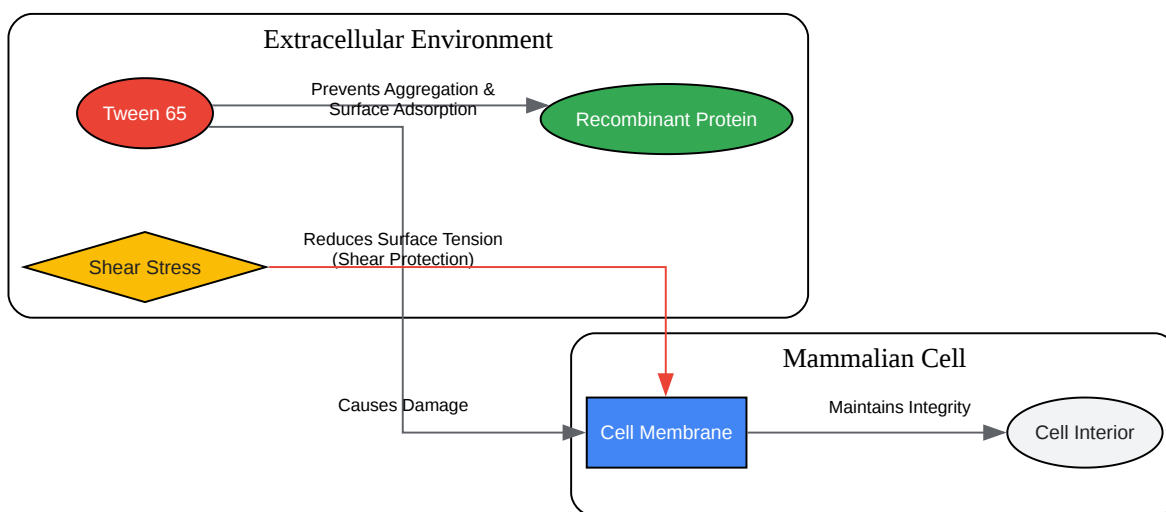 Extracellular Environment
Tween 65
Prevents Aggregation &
Surface Adsorption
Recombinant Protein
Shear Stress
Reduces Surface Tension
(Shear Protection)
Mammalian Cell
Causes Damage
Cell Membrane
Maintains Integrity
Cell Interior